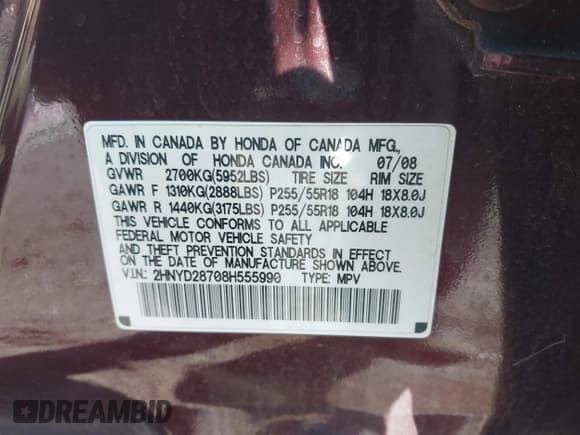 MFD. IN CANADA BY HONDA OF CANADA MFG.,
A DIVISION OF HONDA CANADA INC. 07/08
GVWR 2700KG(5952LBS) TIRE SIZE RIM SIZE
GAWR F 1310KG(2888LBS) P255/55R18 104H 18X8.0J
GAWR R 1440KG(3175LBS) P255/55R18 104H 18X8.0J
THIS VEHICLE CONFORMS TO ALL APPLICABLE
FEDERAL MOTOR VEHICLE SAFETY
AND THEFT PREVENTION STANDARDS IN EFFECT
ON THE DATE OF MANUFACTURE SHOWN ABOVE.
V.I.N.: 2HNYD28708H555990 TYPE: MPV
DREAMBID